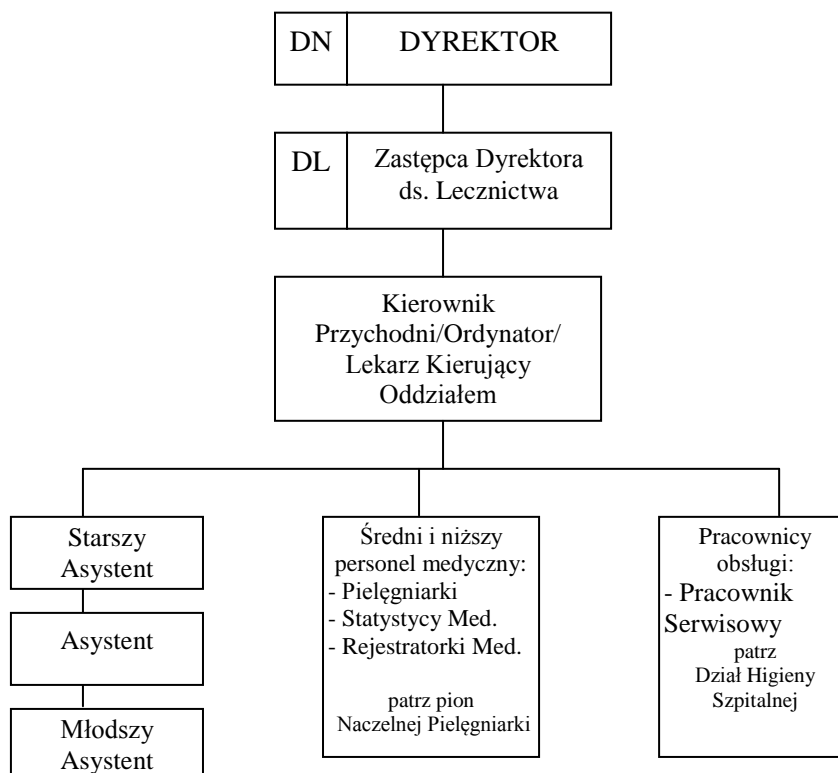 DN DYREKTOR
DL Zastępca Dyrektora
ds. Lecznictwa
Kierownik
Przychodni/Ordynator/
Lekarz Kierujący
Oddziałem
Starszy
Asystent
Asystent
Młodszy
Asystent
Średni i niższy
personel medyczny:
- Pielęgniarki
- Statystycy Med.
- Rejestratorki Med.
patrz pion
Naczelnej Pielęgniarki
Pracownicy
obsługi:
- Pracownik
Serwisowy
patrz
Dział Higieny
Szpitalnej